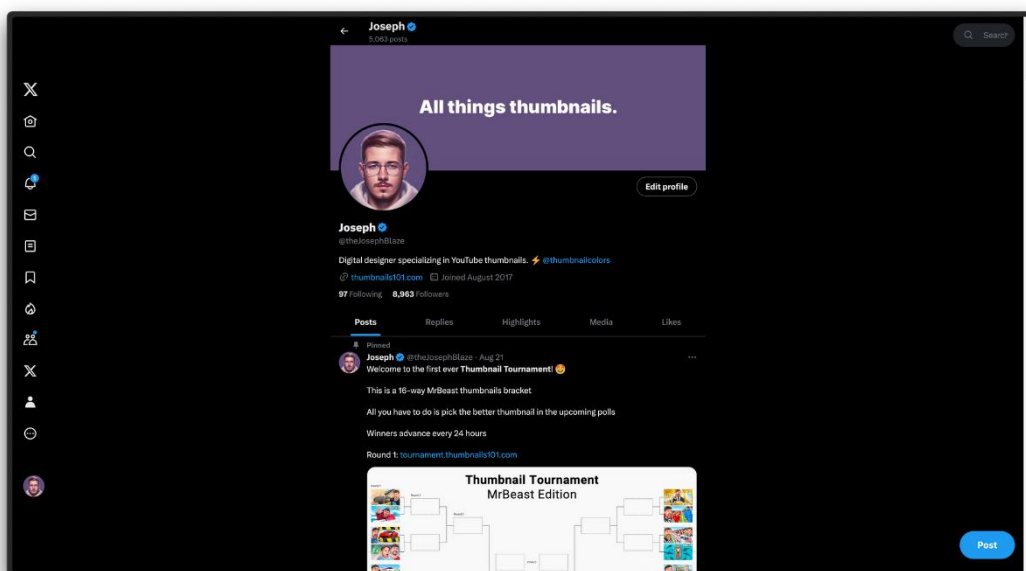 Joseph
5,063 posts
Search
All things thumbnails.
Edit profile
Joseph
@theJosephBlaze
Digital designer specializing in YouTube thumbnails. ⚡ @thumbnailcolors
thumbnails101.com Joined August 2017
97 Following 8,963 Followers
Posts Replies Highlights Media Likes
Pinned
Joseph @theJosephBlaze · Aug 21
Welcome to the first ever Thumbnail Tournament! 🤩
This is a 16-way MrBeast thumbnails bracket
All you have to do is pick the better thumbnail in the upcoming polls
Winners advance every 24 hours
Round 1: tournament.thumbnails101.com
Thumbnail Tournament
MrBeast Edition
Post